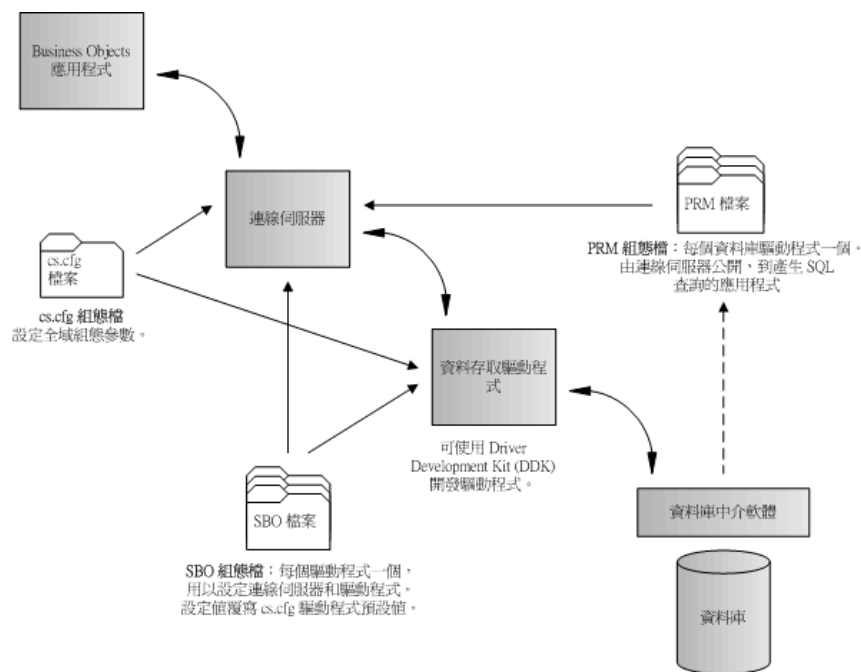 Business Objects
應用程式
連線伺服器
PRM 檔案
PRM 組態檔：每個資料庫驅動程式一個。
由連線伺服器公開，到產生 SQL
查詢的應用程式
cs.cfg
檔案
cs.cfg 組態檔
設定全域組態參數。
資料存取驅動程
式
可使用 Driver
Development Kit (DDK)
開發驅動程式。
SBO 檔案
SBO 組態檔：每個驅動程式一個，
用以設定連線伺服器和驅動程式。
設定值覆寫 cs.cfg 驅動程式預設值。
資料庫中介軟體
資料庫